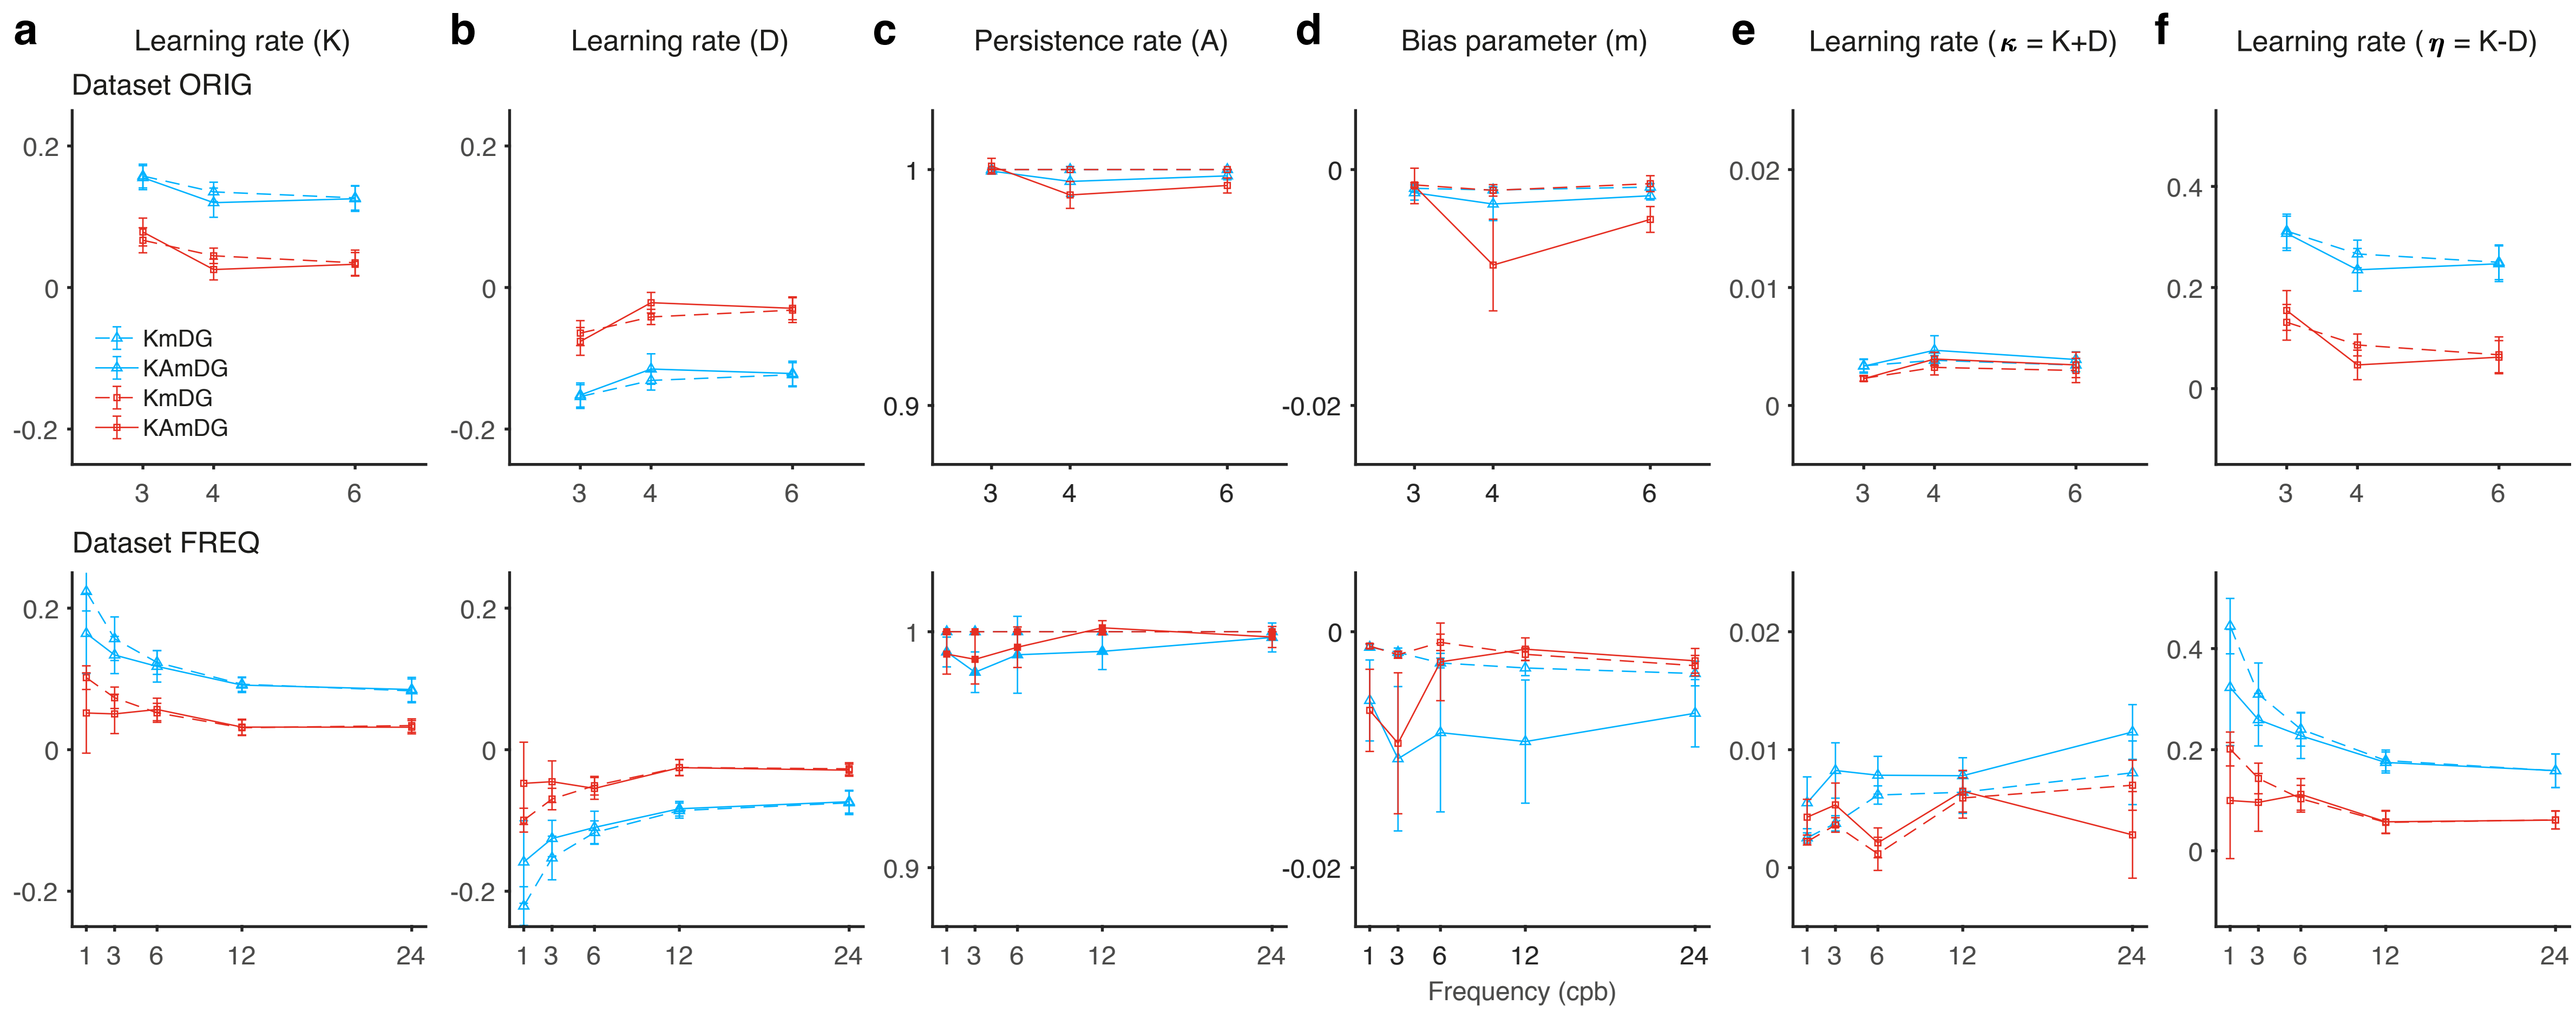 a Learning rate (K) b Learning rate (D) c Persistence rate (A) d Bias parameter (m) e Learning rate (κ = K+D) f Learning rate (η = K-D)
Dataset ORIG
0.2 0.2 1 0 0.02 0.4
0 0 0.01 0.2
-0.2 -0.2 0.9 -0.02 0 0
KmDG
KAmDG
KmDG
KAmDG
3 4 6 3 4 6 3 4 6 3 4 6 3 4 6 3 4 6
Dataset FREQ
0.2 0.2 1 0 0.02 0.4
0 0 0.01 0.2
-0.2 -0.2 0.9 -0.02 0 0
1 3 6 12 24 1 3 6 12 24 1 3 6 12 24 1 3 6 12 24 1 3 6 12 24 1 3 6 12 24
Frequency (cpb)